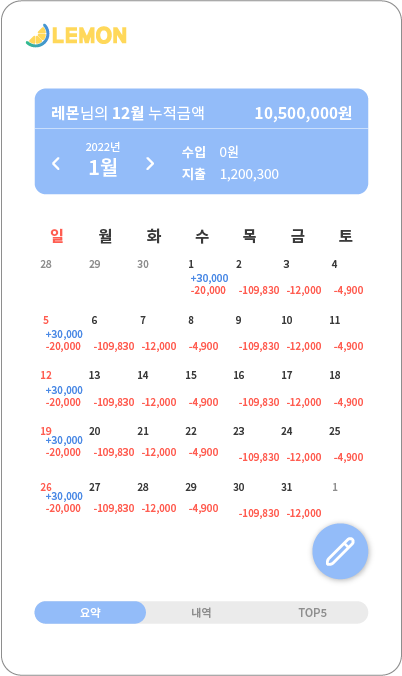 LEMON
레몬님의 12월 누적금액 10,500,000원
2022년
1월
수입 0원
지출 1,200,300
일 월 화 수 목 금 토
28 29 30 1 2 3 4
+30,000
-20,000 -109,830 -12,000 -4,900
5 6 7 8 9 10 11
+30,000
-20,000 -109,830 -12,000 -4,900 -109,830 -12,000 -4,900
12 13 14 15 16 17 18
+30,000
-20,000 -109,830 -12,000 -4,900 -109,830 -12,000 -4,900
19 20 21 22 23 24 25
+30,000
-20,000 -109,830 -12,000 -4,900 -109,830 -12,000 -4,900
26 27 28 29 30 31 1
+30,000
-20,000 -109,830 -12,000 -4,900 -109,830 -12,000
요약 내역 TOP5